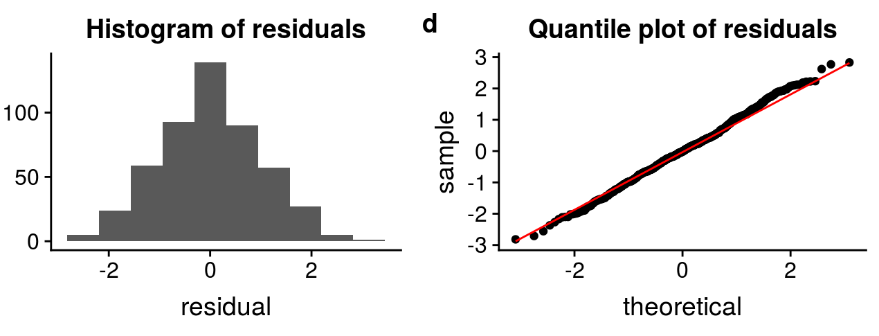 Histogram of residuals
100
50
0
-2 0 2
residual
d
Quantile plot of residuals
3
2
1
0
-1
-2
-3
sample
-2 0 2
theoretical